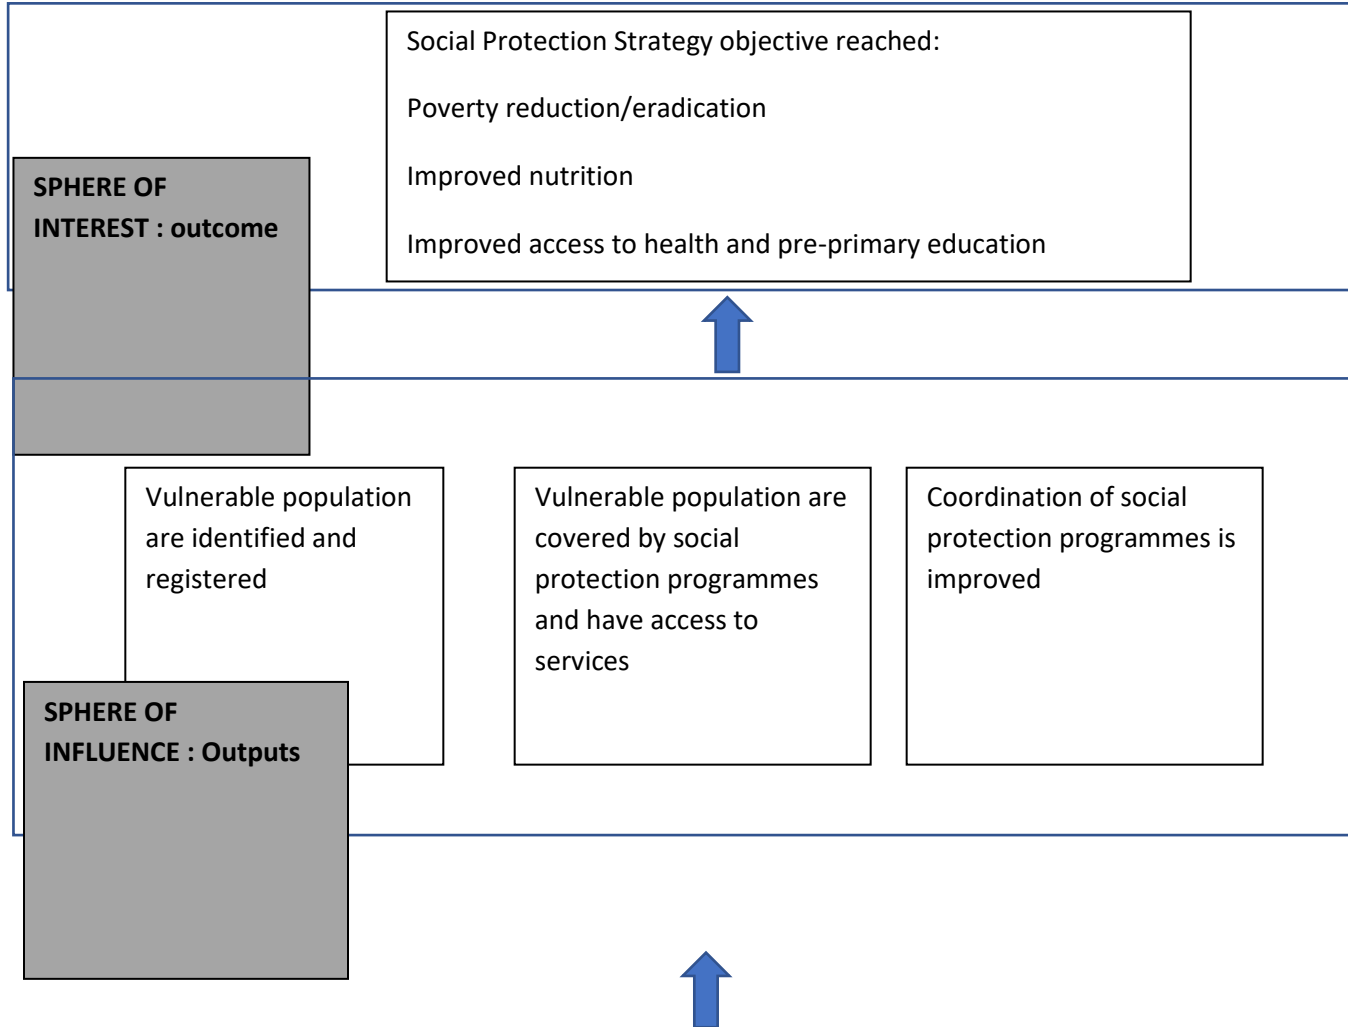 Social Protection Strategy objective reached:
Poverty reduction/eradication
Improved nutrition
Improved access to health and pre-primary education
SPHERE OF
INTEREST : outcome
Vulnerable population
are identified and
registered
Vulnerable population are
covered by social
protection programmes
and have access to
services
Coordination of social
protection programmes is
improved
SPHERE OF
INFLUENCE : Outputs